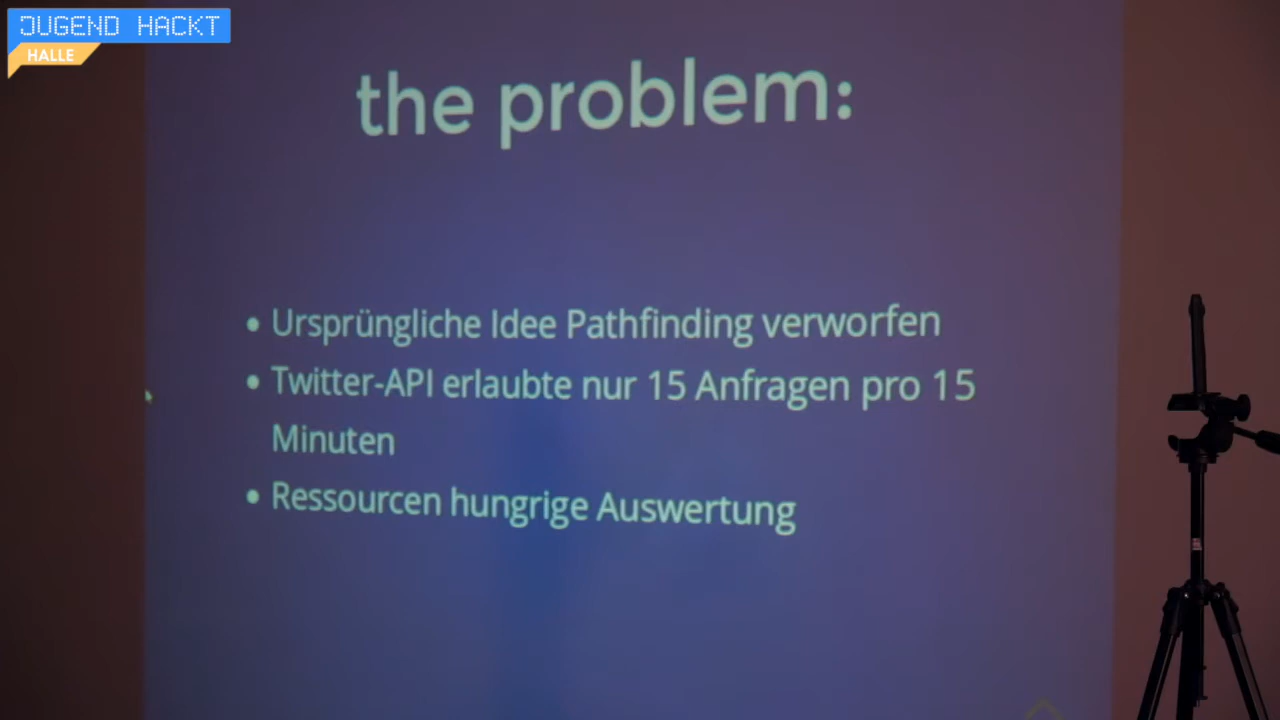 JUGEND HACKT
HALLE
the problem:
• Ursprüngliche Idee Pathfinding verworfen
• Twitter-API erlaubte nur 15 Anfragen pro 15
Minuten
• Ressourcen hungrige Auswertung